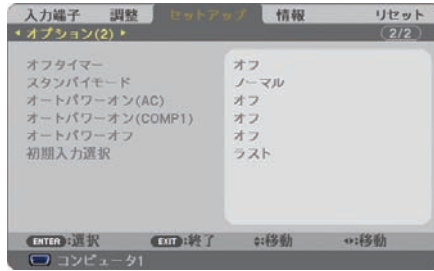 入力端子 調整 セットアップ 情報 リセット
オプション(2) 2/2
オフタイマー オフ
スタンバイモード ノーマル
オートパワーオン(AC) オフ
オートパワーオン(COMP1) オフ
オートパワーオフ オフ
初期入力選択 ラスト
ENTER:選択 EXIT:終了 :移動 :移動
コンピュータ1